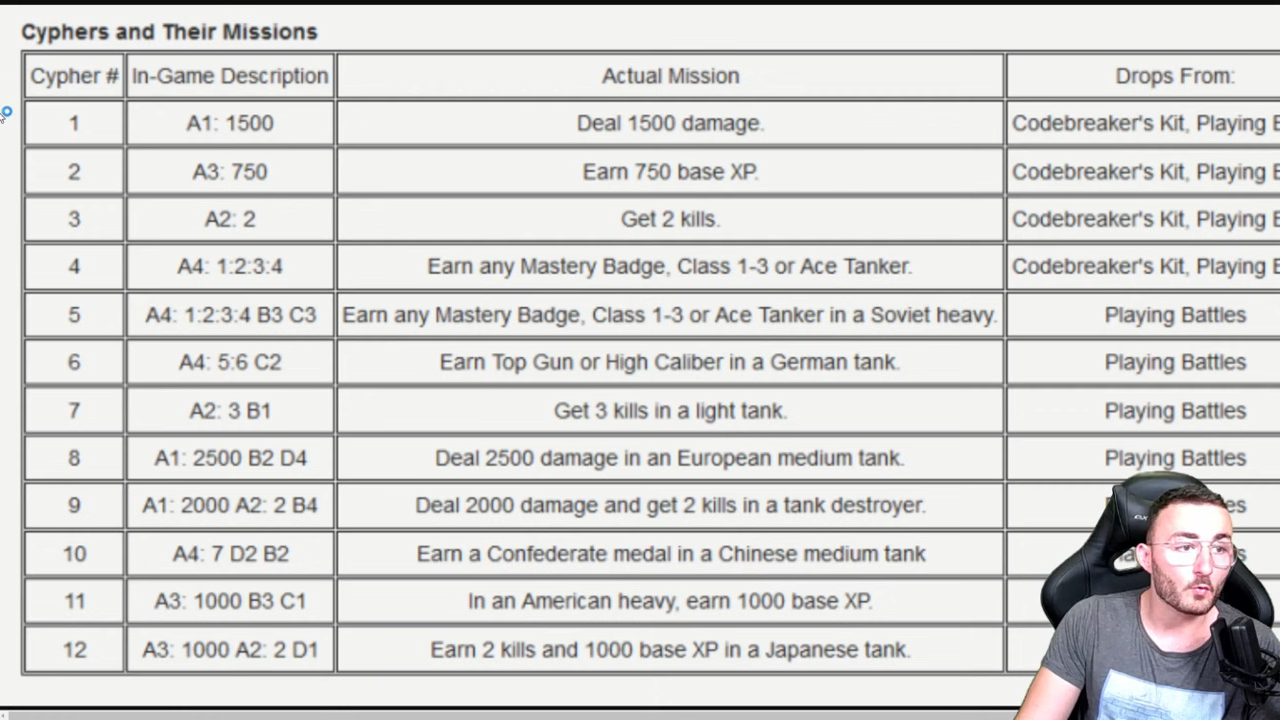 Cyphers and Their Missions
Cypher # In-Game Description Actual Mission Drops From:
1 A1: 1500 Deal 1500 damage. Codebreaker's Kit, Playing
2 A3: 750 Earn 750 base XP. Codebreaker's Kit, Playing
3 A2: 2 Get 2 kills. Codebreaker's Kit, Playing
4 A4: 1:2:3:4 Earn any Mastery Badge, Class 1-3 or Ace Tanker. Codebreaker's Kit, Playing
5 A4: 1:2:3:4 B3 C3 Earn any Mastery Badge, Class 1-3 or Ace Tanker in a Soviet heavy. Playing Battles
6 A4: 5:6 C2 Earn Top Gun or High Caliber in a German tank. Playing Battles
7 A2: 3 B1 Get 3 kills in a light tank. Playing Battles
8 A1: 2500 B2 D4 Deal 2500 damage in an European medium tank. Playing Battles
9 A1: 2000 A2: 2 B4 Deal 2000 damage and get 2 kills in a tank destroyer.
10 A4: 7 D2 B2 Earn a Confederate medal in a Chinese medium tank
11 A3: 1000 B3 C1 In an American heavy, earn 1000 base XP.
12 A3: 1000 A2: 2 D1 Earn 2 kills and 1000 base XP in a Japanese tank.